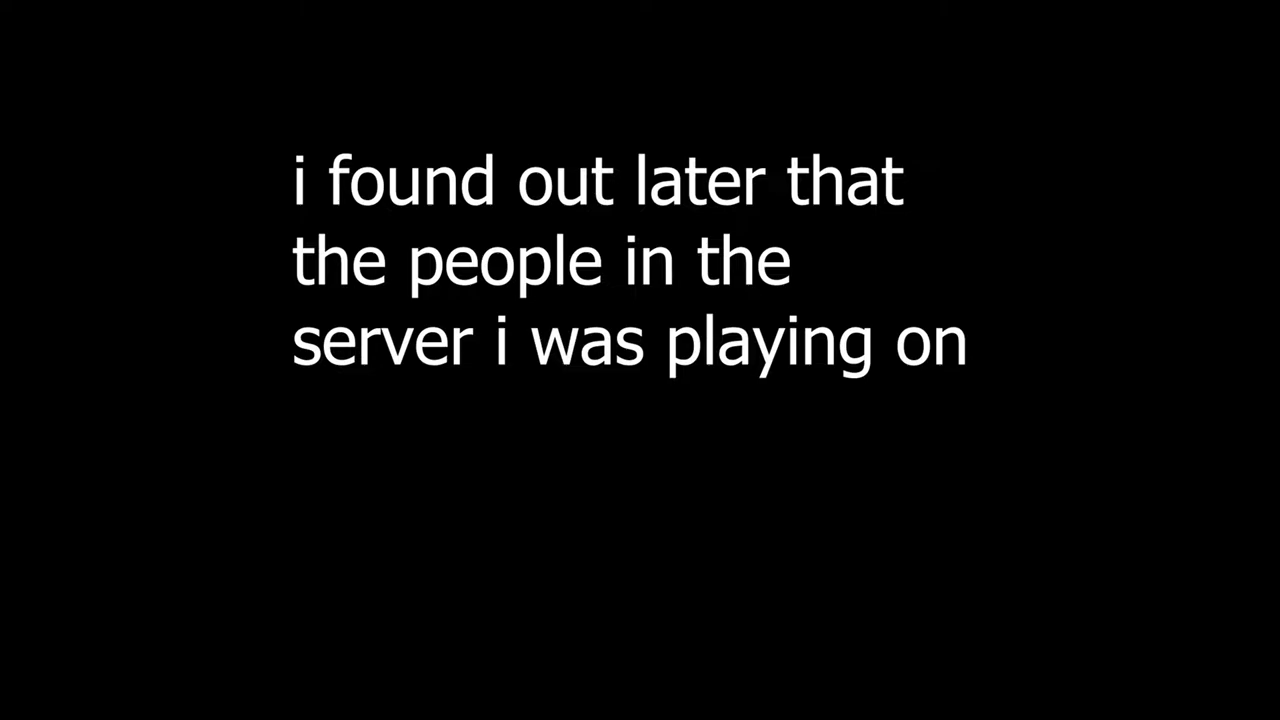 i found out later that
the people in the
server i was playing on